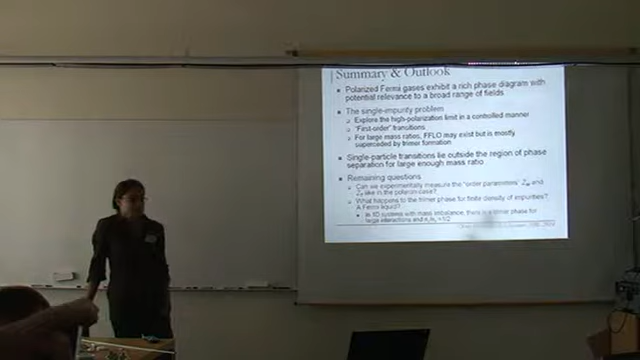 Summary & Outlook
Polarized Fermi gases exhibit a rich phase diagram with
potential relevance to a broad range of fields
The single-impurity problem
Explore the high-polarization limit in a controlled manner
"First-order" transitions
For large mass ratios, FFLO may exist but is mostly
superceded by trimer formation
Single-particle transitions lie outside the region of phase
separation for large enough mass ratio
Remaining questions
Can we experimentally measure the "order parameters" and
like in the polaron case?
What happens to the trimer phase for finite density of impurities?
A Fermi liquid?
In 1D systems with mass imbalance, there is a trimer phase for
large interactions and